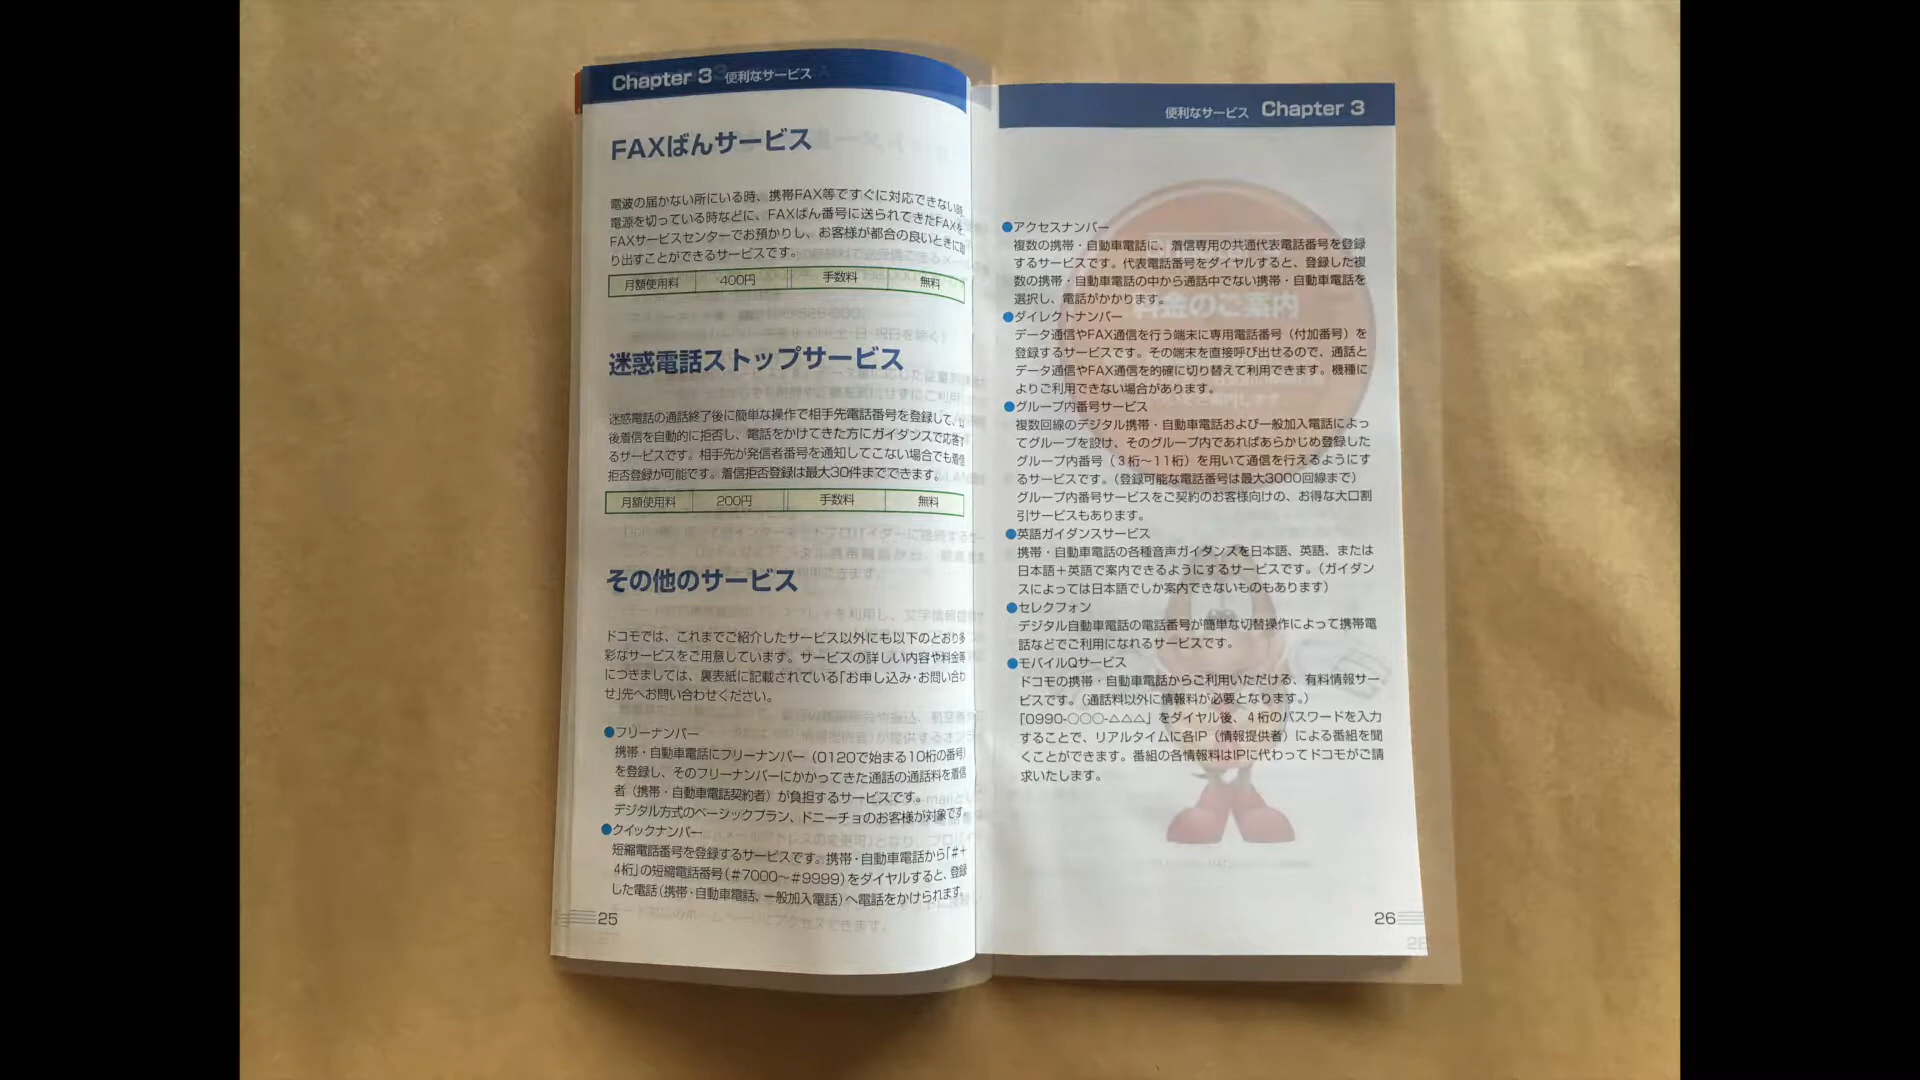 Chapter 3 便利なサービス
FAXばんサービス
電波の届かない所にいる時、携帯FAX等ですぐに対応できない時、
電源を切っている時などに、FAXばん番号に送られてきたFAXを、
FAXサービスセンターでお預かりし、お客様が都合の良いときに取
り出すことができるサービスです。
月額使用料 400円 手数料 無料
迷惑電話ストップサービス
迷惑電話の通話終了後に簡単な操作で相手先電話番号を登録して、以
後着信を自動的に拒否し、電話をかけてきた方にガイダンスで応答す
るサービスです。相手先が発信者番号を通知してこない場合でも着信
拒否登録が可能です。着信拒否登録は最大30件までできます。
月額使用料 200円 手数料 無料
その他のサービス
ドコモでは、これまでご紹介したサービス以外にも以下のとおり多
彩なサービスをご用意しています。サービスの詳しい内容や料金等
につきましては、裏表紙に記載されている「お申し込み・お問い合わ
せ」先へお問い合わせください。
●フリーナンバー
携帯・自動車電話にフリーナンバー（0120で始まる10桁の番号）
を登録し、そのフリーナンバーにかかってきた通話の通話料を着信
者（携帯・自動車電話契約者）が負担するサービスです。
デジタル方式のベーシックプラン、ドニーチョのお客様が対象です。
●クイックナンバー
短縮電話番号を登録するサービスです。携帯・自動車電話から「＃＋
4桁」の短縮電話番号（＃7000～＃9999）をダイヤルすると、登録
した電話（携帯・自動車電話、一般加入電話）へ電話をかけられます。
25
便利なサービス Chapter 3
●アクセスナンバー
複数の携帯・自動車電話に、着信専用の共通代表電話番号を登録
するサービスです。代表電話番号をダイヤルすると、登録した複
数の携帯・自動車電話の中から通話中でない携帯・自動車電話を
選択し、電話がかかります。
●ダイレクトナンバー
データ通信やFAX通信を行う端末に専用電話番号（付加番号）を
登録するサービスです。その端末を直接呼び出せるので、通話と
データ通信やFAX通信を的確に切り替えて利用できます。機種に
よりご利用できない場合があります。
●グループ内番号サービス
複数回線のデジタル携帯・自動車電話および一般加入電話によっ
てグループを設け、そのグループ内であればあらかじめ登録した
グループ内番号（3桁～11桁）を用いて通信を行えるようにす
るサービスです。（登録可能な電話番号は最大3000回線まで）
グループ内番号サービスをご契約のお客様向けの、お得な大口割
引サービスもあります。
●英語ガイダンスサービス
携帯・自動車電話の各種音声ガイダンスを日本語、英語、または
日本語＋英語で案内できるようにするサービスです。（ガイダン
スによっては日本語でしか案内できないものもあります）
●セレクフォン
デジタル自動車電話の電話番号が簡単な切替操作によって携帯電
話などでご利用になれるサービスです。
●モバイルQサービス
ドコモの携帯・自動車電話からご利用いただける、有料情報サー
ビスです。（通話料以外に情報料が必要となります。）
「0990-○○○-△△△」をダイヤル後、4桁のパスワードを入力
することで、リアルタイムに各IP（情報提供者）による番組を聞
くことができます。番組の各情報料はIPに代わってドコモがご請
求いたします。
26
料金のご案内